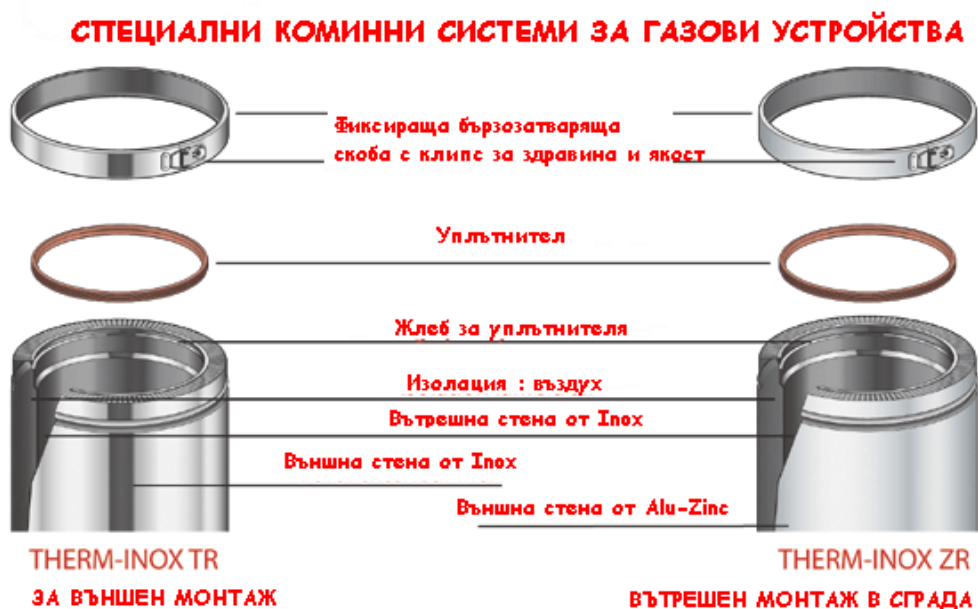 СПЕЦИАЛНИ КОМИННИ СИСТЕМИ ЗА ГАЗОВИ УСТРОЙСТВА
Фиксираща бързозатваряща
скоба с клипс за здравина и якост
Уплътнител
Жлеб за уплътнителя
Изолация : въздух
Вътрешна стена от Inox
Външна стена от Inox
Външна стена от Alu-Zinc
THERM-INOX TR
THERM-INOX ZR
ЗА ВЪНШЕН МОНТАЖ
ВЪТРЕШЕН МОНТАЖ В СГРАДА